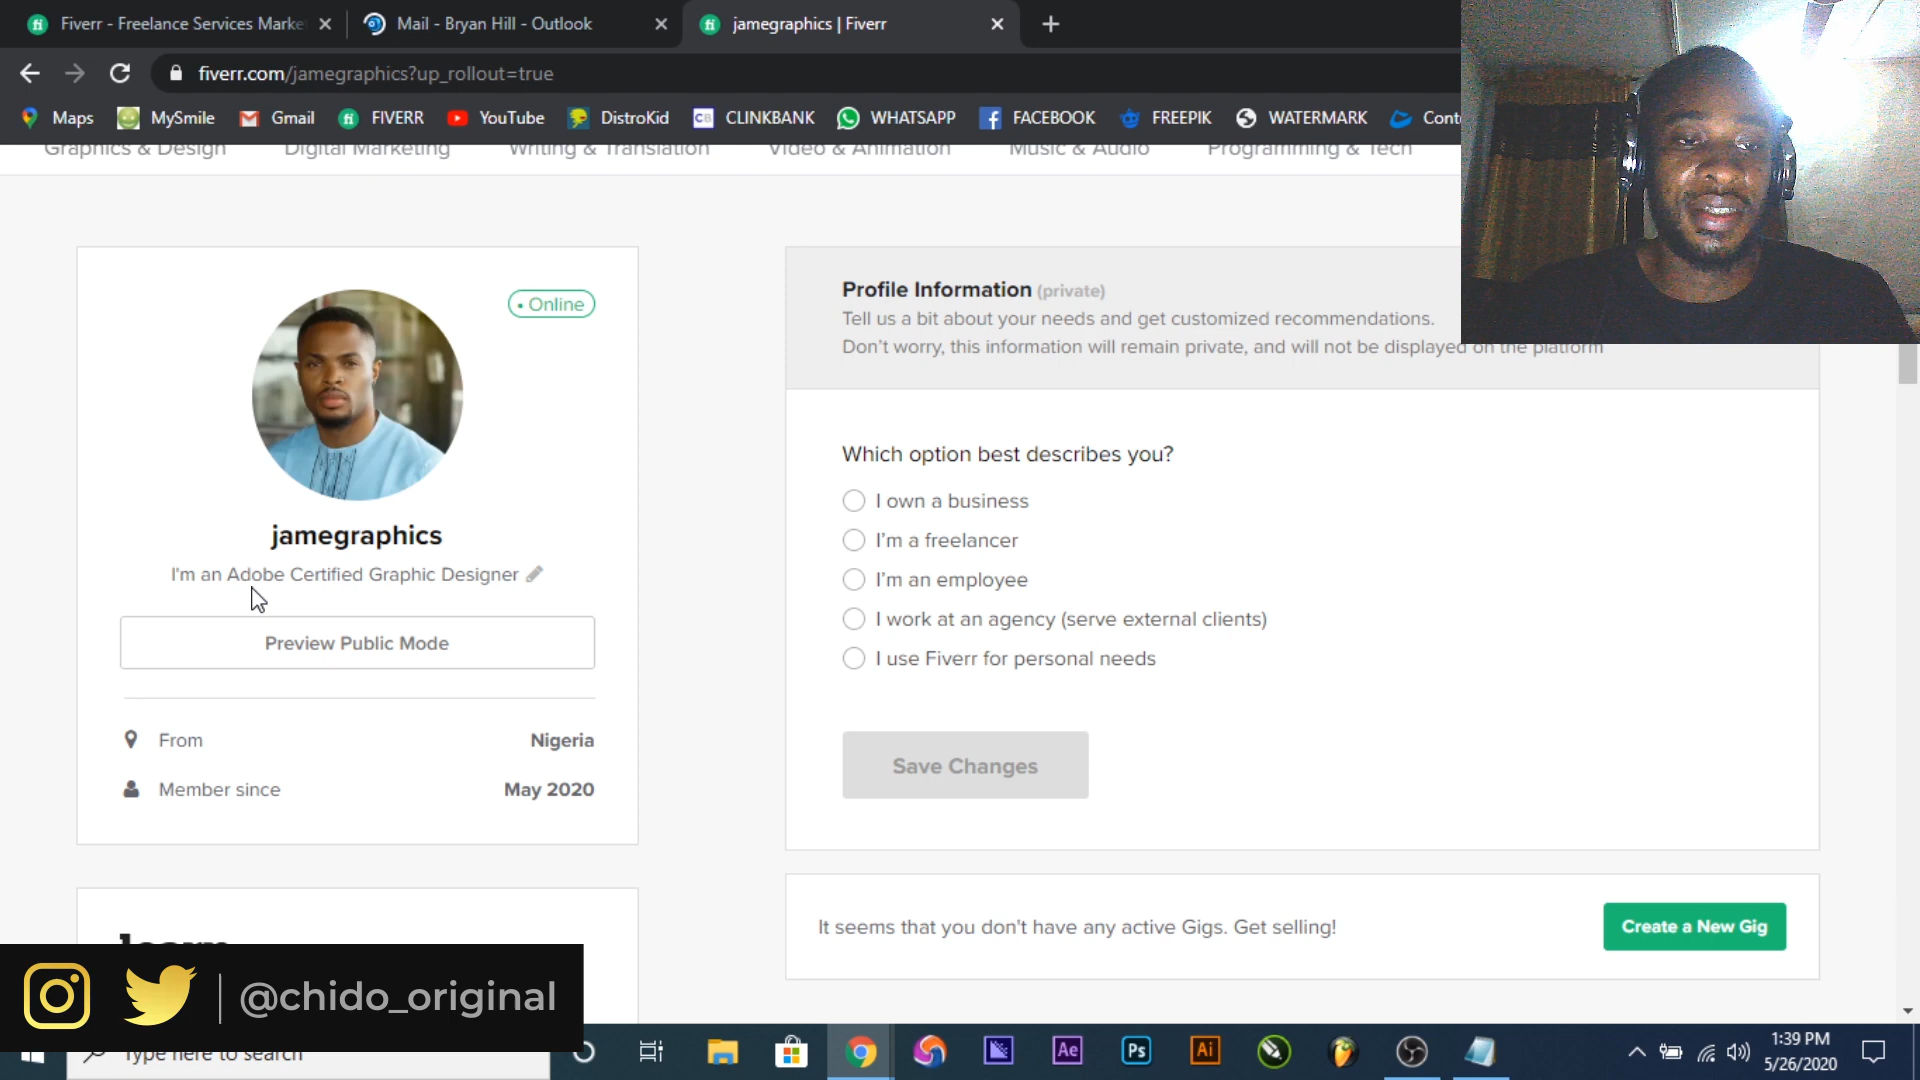 Fiverr - Freelance Services Marke
Mail - Bryan Hill - Outlook
jamegraphics | Fiverr
fiverr.com/jamegraphics?up_rollout=true
Maps
MySmile
Gmail
FIVERR
YouTube
DistroKid
CB
CLINKBANK
WHATSAPP
FACEBOOK
FREEPIK
WATERMARK
Graphics & Design
Digital Marketing
Writing & Translation
Video & Animation
Music & Audio
Programming & Tech
• Online
jamegraphics
I'm an Adobe Certified Graphic Designer
Preview Public Mode
From Nigeria
Member since May 2020
learn
Profile Information (private)
Tell us a bit about your needs and get customized recommendations.
Don't worry, this information will remain private, and will not be displayed on the platform
Which option best describes you?
I own a business
I'm a freelancer
I'm an employee
I work at an agency (serve external clients)
I use Fiverr for personal needs
Save Changes
It seems that you don't have any active Gigs. Get selling!
Create a New Gig
@chido_original
Type here to search
Ae
Ps
Ai
1:39 PM
5/26/2020